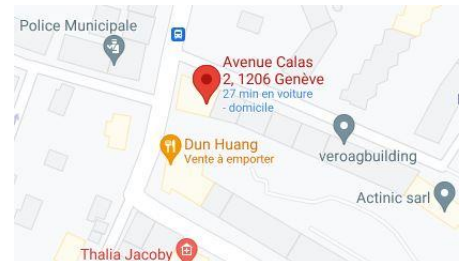 Police Municipale
Avenue Calas
2, 1206 Genève
27 min en voiture
- domicile
Dun Huang
Vente à emporter
veroagbuilding
Actinic sarl
Thalia Jacoby